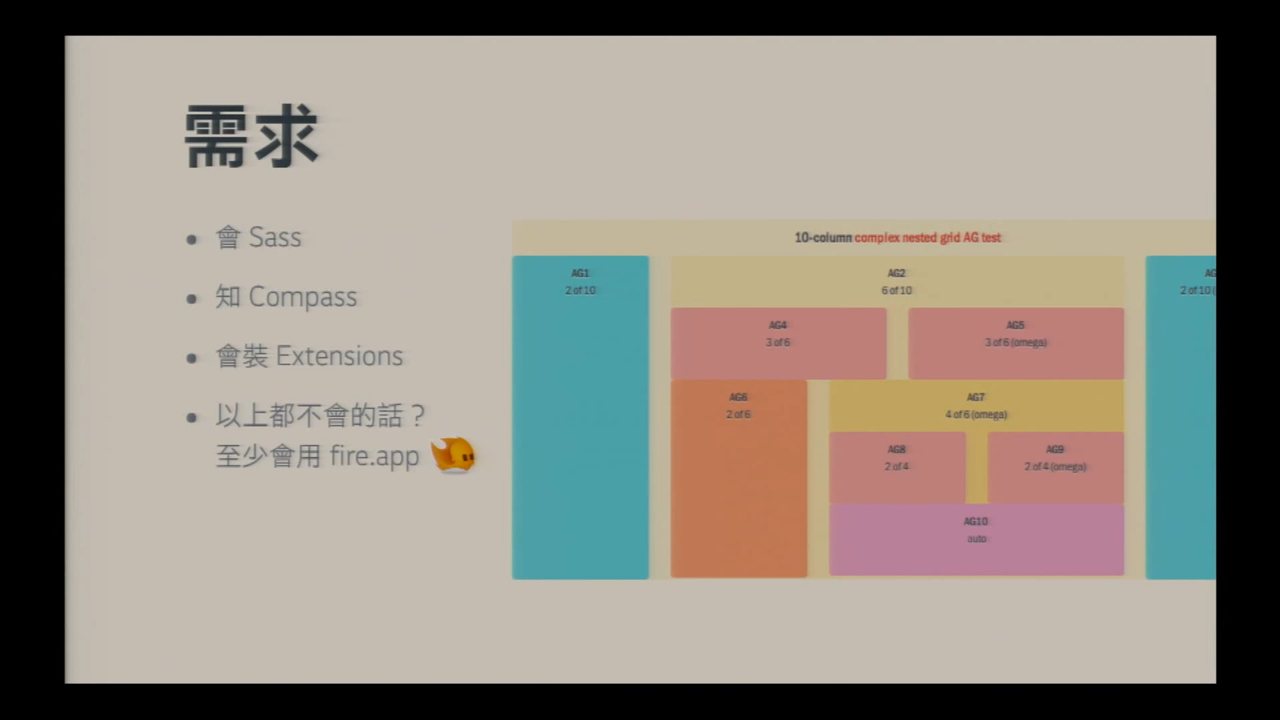 需求
會 Sass
知 Compass
會裝 Extensions
以上都不會的話？
至少會用 fire.app
10-column complex nested grid AG test
AG1
2 of 10
AG2
6 of 10
AG
2 of 10 (
AG4
3 of 6
AG5
3 of 6 (omega)
AG6
2 of 6
AG7
4 of 6 (omega)
AG8
2 of 4
AG9
2 of 4 (omega)
AG10
auto